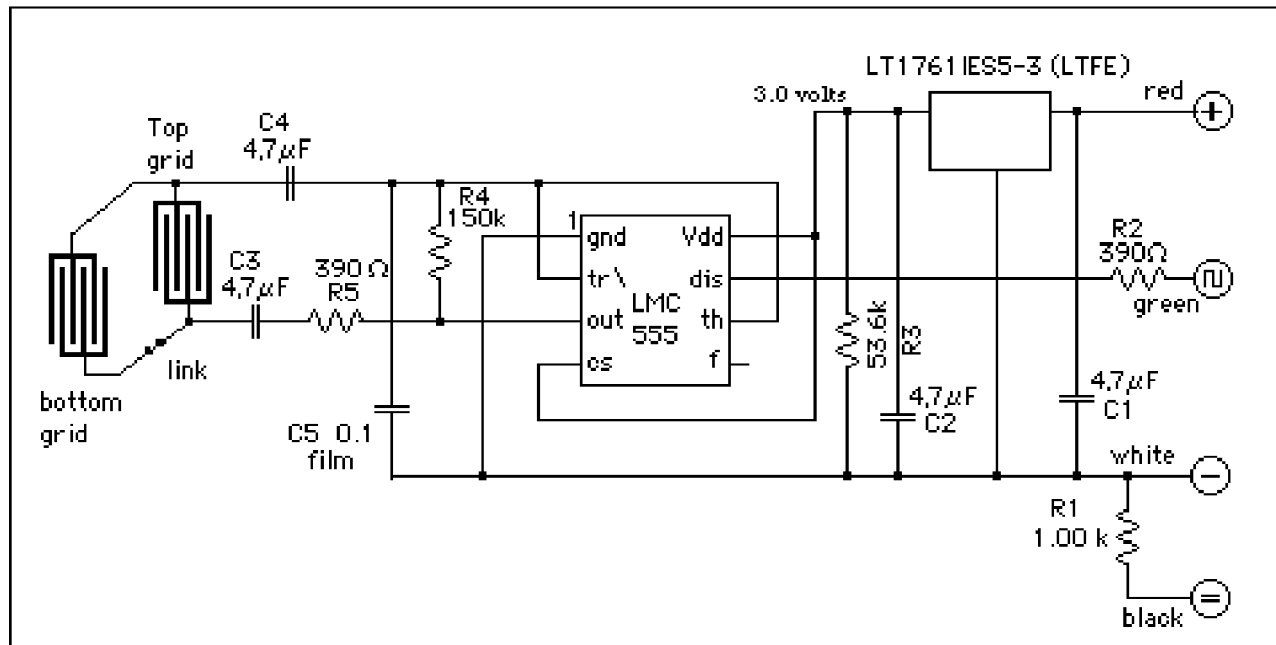 LT1761IES5-3 (LTFE)
3.0 volts
red
+
C4
4.7µF
Top
grid
R4
150k
1
gnd
Vdd
tr\
dis
LMC
555
out
th
cs
f
R2
390Ω
green
C3
4.7µF
390Ω
R5
53.6k
R3
link
bottom
grid
4.7µF
C2
4.7µF
C1
C5 0.1
film
white
−
R1
1.00 k
black
=